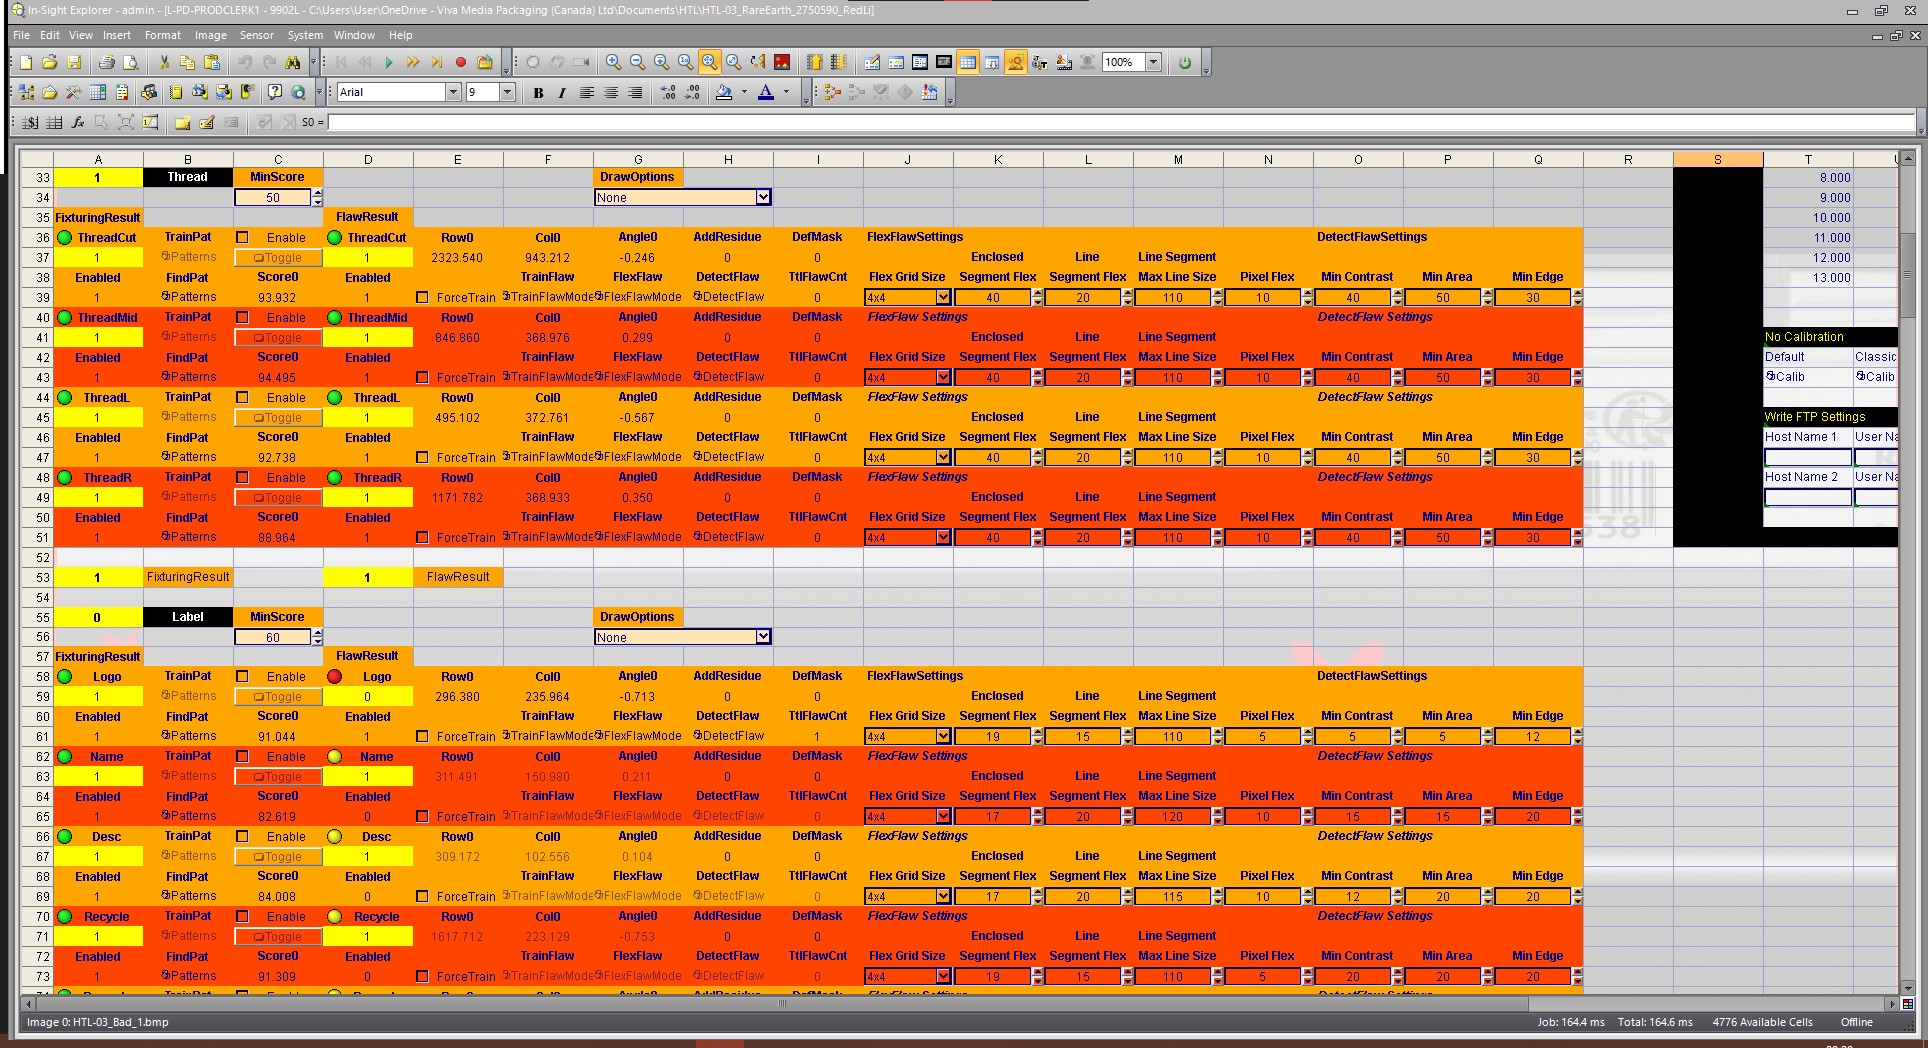 In-Sight Explorer - admin - [L-PD-PRODCLERK1 - 9902L - C:\Users\User\OneDrive - Viva Media Packaging (Canada) Ltd\Documents\HTL\HTL-03_RareEarth_2750590_RedLi]
File Edit View Insert Format Image Sensor System Window Help
100%
Arial 9 B I A
S0 =
A B C D E F G H I J K L M N O P Q R S T
33 1 Thread MinScore DrawOptions 8.000
34 50 None 9.000
35 FixturingResult FlawResult 10.000
36 ThreadCut TrainPat Enable ThreadCut Row0 Col0 Angle0 AddResidue DefMask FlexFlawSettings DetectFlawSettings 11.000
37 1 Patterns Toggle 1 2323.540 943.212 -0.246 0 0 Enclosed Line Line Segment 12.000
38 Enabled FindPat Score0 Enabled TrainFlaw FlexFlaw DetectFlaw TtlFlawCnt Flex Grid Size Segment Flex Segment Flex Max Line Size Pixel Flex Min Contrast Min Area Min Edge 13.000
39 1 Patterns 93.932 1 ForceTrain TrainFlawMode FlexFlawMode DetectFlaw 0 4x4 40 20 110 10 40 50 30
40 ThreadMid TrainPat Enable ThreadMid Row0 Col0 Angle0 AddResidue DefMask FlexFlaw Settings DetectFlaw Settings
41 1 Patterns Toggle 1 846.860 368.976 0.299 0 0 Enclosed Line Line Segment No Calibration
42 Enabled FindPat Score0 Enabled TrainFlaw FlexFlaw DetectFlaw TtlFlawCnt Flex Grid Size Segment Flex Segment Flex Max Line Size Pixel Flex Min Contrast Min Area Min Edge Default Classic
43 1 Patterns 94.495 1 ForceTrain TrainFlawMode FlexFlawMode DetectFlaw 0 4x4 40 20 110 10 40 50 30 Calib Calib
44 ThreadL TrainPat Enable ThreadL Row0 Col0 Angle0 AddResidue DefMask FlexFlaw Settings DetectFlaw Settings
45 1 Patterns Toggle 1 495.102 372.761 -0.567 0 0 Enclosed Line Line Segment Write FTP Settings
46 Enabled FindPat Score0 Enabled TrainFlaw FlexFlaw DetectFlaw TtlFlawCnt Flex Grid Size Segment Flex Segment Flex Max Line Size Pixel Flex Min Contrast Min Area Min Edge Host Name 1 User Na
47 1 Patterns 92.738 1 ForceTrain TrainFlawMode FlexFlawMode DetectFlaw 0 4x4 40 20 110 10 40 50 30
48 ThreadR TrainPat Enable ThreadR Row0 Col0 Angle0 AddResidue DefMask FlexFlaw Settings DetectFlaw Settings Host Name 2 User Na
49 1 Patterns Toggle 1 1171.782 368.933 0.350 0 0 Enclosed Line Line Segment
50 Enabled FindPat Score0 Enabled TrainFlaw FlexFlaw DetectFlaw TtlFlawCnt Flex Grid Size Segment Flex Segment Flex Max Line Size Pixel Flex Min Contrast Min Area Min Edge
51 1 Patterns 88.964 1 ForceTrain TrainFlawMode FlexFlawMode DetectFlaw 0 4x4 40 20 110 10 40 50 30
52
53 1 FixturingResult 1 FlawResult
54
55 0 Label MinScore DrawOptions
56 60 None
57 FixturingResult FlawResult
58 Logo TrainPat Enable Logo Row0 Col0 Angle0 AddResidue DefMask FlexFlawSettings DetectFlawSettings
59 1 Patterns Toggle 0 296.380 235.964 -0.713 0 0 Enclosed Line Line Segment
60 Enabled FindPat Score0 Enabled TrainFlaw FlexFlaw DetectFlaw TtlFlawCnt Flex Grid Size Segment Flex Segment Flex Max Line Size Pixel Flex Min Contrast Min Area Min Edge
61 1 Patterns 91.044 1 ForceTrain TrainFlawMode FlexFlawMode DetectFlaw 1 4x4 19 15 110 5 5 5 12
62 Name TrainPat Enable Name Row0 Col0 Angle0 AddResidue DefMask FlexFlaw Settings DetectFlaw Settings
63 1 Patterns Toggle 1 311.491 150.980 0.211 0 0 Enclosed Line Line Segment
64 Enabled FindPat Score0 Enabled TrainFlaw FlexFlaw DetectFlaw TtlFlawCnt Flex Grid Size Segment Flex Segment Flex Max Line Size Pixel Flex Min Contrast Min Area Min Edge
65 1 Patterns 82.619 0 ForceTrain TrainFlawMode FlexFlawMode DetectFlaw 0 4x4 17 20 120 10 15 15 20
66 Desc TrainPat Enable Desc Row0 Col0 Angle0 AddResidue DefMask FlexFlaw Settings DetectFlaw Settings
67 1 Patterns Toggle 1 309.172 102.556 0.104 0 0 Enclosed Line Line Segment
68 Enabled FindPat Score0 Enabled TrainFlaw FlexFlaw DetectFlaw TtlFlawCnt Flex Grid Size Segment Flex Segment Flex Max Line Size Pixel Flex Min Contrast Min Area Min Edge
69 1 Patterns 84.008 0 ForceTrain TrainFlawMode FlexFlawMode DetectFlaw 0 4x4 17 20 115 10 12 20 20
70 Recycle TrainPat Enable Recycle Row0 Col0 Angle0 AddResidue DefMask FlexFlaw Settings DetectFlaw Settings
71 1 Patterns Toggle 1 1617.712 223.129 -0.753 0 0 Enclosed Line Line Segment
72 Enabled FindPat Score0 Enabled TrainFlaw FlexFlaw DetectFlaw TtlFlawCnt Flex Grid Size Segment Flex Segment Flex Max Line Size Pixel Flex Min Contrast Min Area Min Edge
73 1 Patterns 91.309 0 ForceTrain TrainFlawMode FlexFlawMode DetectFlaw 0 4x4 19 15 110 5 20 20 20
Image 0: HTL-03_Bad_1.bmp Job: 164.4 ms Total: 164.6 ms 4776 Available Cells Offline